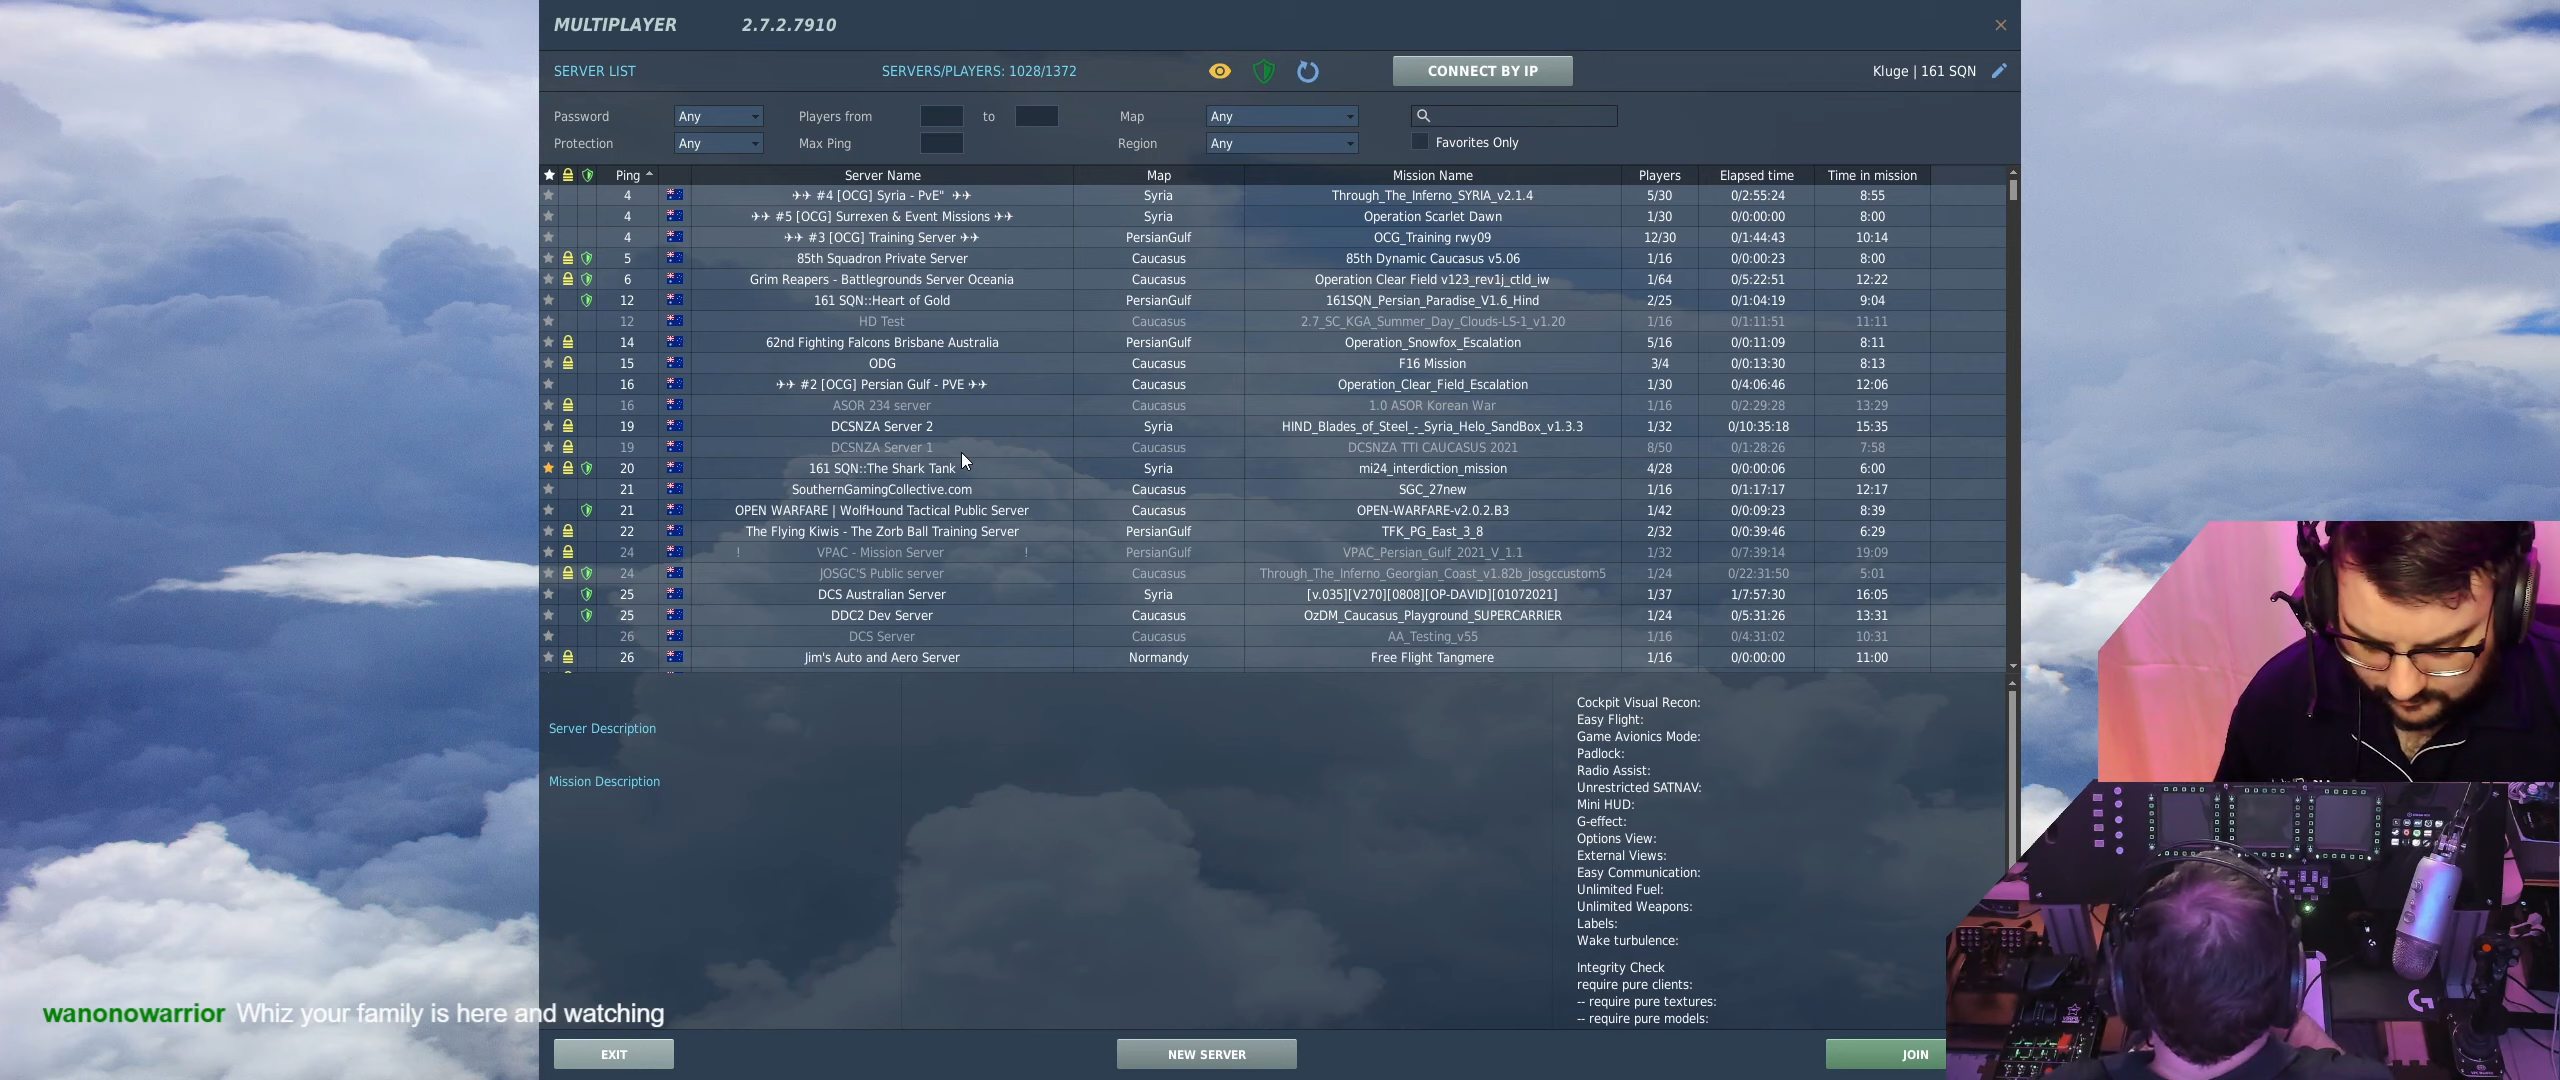 MULTIPLAYER 2.7.2.7910
SERVER LIST SERVERS/PLAYERS: 1028/1372 CONNECT BY IP Kluge | 161 SQN
Password Any Players from to Map Any
Protection Any Max Ping Region Any Favorites Only
Ping Server Name Map Mission Name Players Elapsed time Time in mission
4 ✈✈ #4 [OCG] Syria - PvE" ✈✈ Syria Through_The_Inferno_SYRIA_v2.1.4 5/30 0/2:55:24 8:55
4 ✈✈ #5 [OCG] Surrexen & Event Missions ✈✈ Syria Operation Scarlet Dawn 1/30 0/0:00:00 8:00
4 ✈✈ #3 [OCG] Training Server ✈✈ PersianGulf OCG_Training rwy09 12/30 0/1:44:43 10:14
5 85th Squadron Private Server Caucasus 85th Dynamic Caucasus v5.06 1/16 0/0:00:23 8:00
6 Grim Reapers - Battlegrounds Server Oceania Caucasus Operation Clear Field v123_rev1j_ctld_iw 1/64 0/5:22:51 12:22
12 161 SQN::Heart of Gold PersianGulf 161SQN_Persian_Paradise_V1.6_Hind 2/25 0/1:04:19 9:04
12 HD Test Caucasus 2.7_SC_KGA_Summer_Day_Clouds-LS-1_v1.20 1/16 0/1:11:51 11:11
14 62nd Fighting Falcons Brisbane Australia PersianGulf Operation_Snowfox_Escalation 5/16 0/0:11:09 8:11
15 ODG Caucasus F16 Mission 3/4 0/0:13:30 8:13
16 ✈✈ #2 [OCG] Persian Gulf - PVE ✈✈ Caucasus Operation_Clear_Field_Escalation 1/30 0/4:06:46 12:06
16 ASOR 234 server Caucasus 1.0 ASOR Korean War 1/16 0/2:29:28 13:29
19 DCSNZA Server 2 Syria HIND_Blades_of_Steel_-_Syria_Helo_SandBox_v1.3.3 1/32 0/10:35:18 15:35
19 DCSNZA Server 1 Caucasus DCSNZA TTI CAUCASUS 2021 8/50 0/1:28:26 7:58
20 161 SQN::The Shark Tank Syria mi24_interdiction_mission 4/28 0/0:00:06 6:00
21 SouthernGamingCollective.com Caucasus SGC_27new 1/16 0/1:17:17 12:17
21 OPEN WARFARE | WolfHound Tactical Public Server Caucasus OPEN-WARFARE-v2.0.2.B3 1/42 0/0:09:23 8:39
22 The Flying Kiwis - The Zorb Ball Training Server PersianGulf TFK_PG_East_3_8 2/32 0/0:39:46 6:29
24 ! VPAC - Mission Server ! PersianGulf VPAC_Persian_Gulf_2021_V_1.1 1/32 0/7:39:14 19:09
24 JOSGC'S Public server Caucasus Through_The_Inferno_Georgian_Coast_v1.82b_josgccustom5 1/24 0/22:31:50 5:01
25 DCS Australian Server Syria [v.035][V270][0808][OP-DAVID][01072021] 1/37 1/7:57:30 16:05
25 DDC2 Dev Server Caucasus OzDM_Caucasus_Playground_SUPERCARRIER 1/24 0/5:31:26 13:31
26 DCS Server Caucasus AA_Testing_v55 1/16 0/4:31:02 10:31
26 Jim's Auto and Aero Server Normandy Free Flight Tangmere 1/16 0/0:00:00 11:00
Server Description
Mission Description
Cockpit Visual Recon:
Easy Flight:
Game Avionics Mode:
Padlock:
Radio Assist:
Unrestricted SATNAV:
Mini HUD:
G-effect:
Options View:
External Views:
Easy Communication:
Unlimited Fuel:
Unlimited Weapons:
Labels:
Wake turbulence:
Integrity Check
require pure clients:
-- require pure textures:
-- require pure models:
wanonowarrior Whiz your family is here and watching
EXIT NEW SERVER JOIN